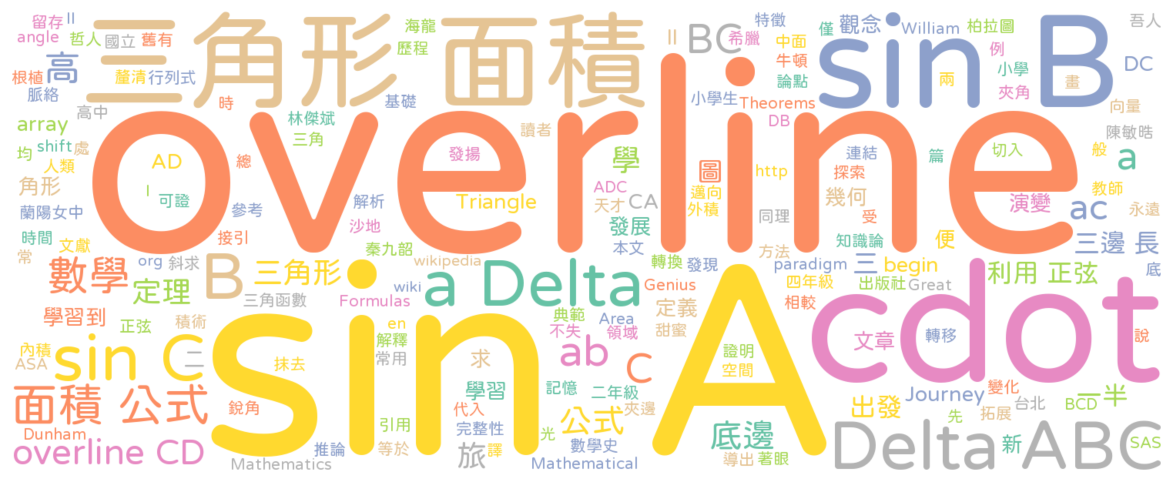 留存 II
angle 哲人 國立 舊有
三角形 面積
海龍
歷程
II BC 希臘
特徵
中面
牛頓
論點
僅 觀念 William 柏拉圖
例
小學
夾角
兩
吾人
DC
畫
向量
sin B
根植 高
脈絡
釐清 行列式
時
高中
基礎
林傑斌
三角
讀者
小學生 Theorems
DB
overline
array
shift 處
均 人類
AD
總
發揚
學
圖
連結
探索
篇
切入
般
陳敏晧
a
角形
I
可證
解析
Triangle
ADC
天才 CA
邁向
外積
http
幾何
受
演變
教師
永遠
蘭陽女中
參考
沙地
發展
同理
ac
時間
文獻
接引
秦九韶
本文
方法
知識論
便
三邊 長
常
org 斜求
wikipedia
轉換 發現
paradigm
三
begin
底
數學
定理
B
三角形
wiki
a Delta
Genius
四年級
出版社
相較
Great
利用 正弦
三角函數
Formulas
典範
不失
Area
領域
定義
甜蜜
學習到
正弦
積術
en
解釋
常用
sin A
cdot
文章
轉移
說
內積
ASA
sin C
二
抹去
求
ab
C
證明
空間
學習
記憶
二年級
Journey
變化
拓展
台北
BCD
一半
面積 公式
銳角
引用
代入
完整性
光
公式
夾邊
出發
先
Dunham
overline CD
推論
等於
旅
譯
數學史
底邊
Delta ABC
新
SAS
Mathematics
Mathematical
導出 著眼